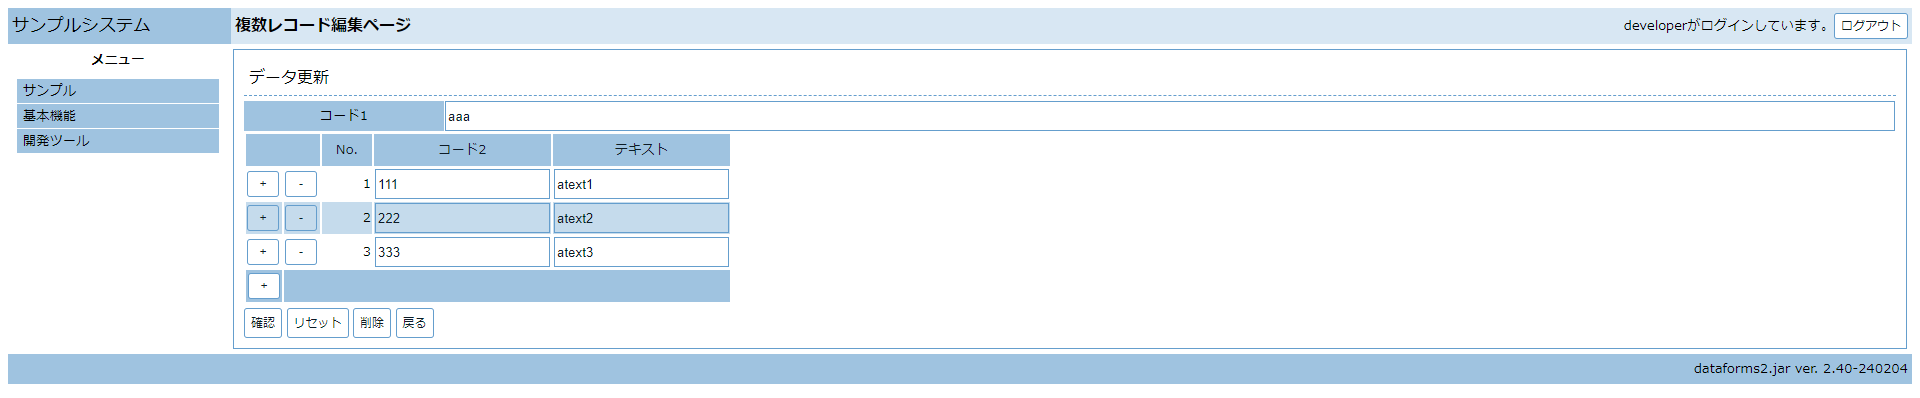 サンプルシステム
複数レコード編集ページ
developerがログインしています。 ログアウト
メニュー
サンプル
基本機能
開発ツール
データ更新
コード1 aaa
No. コード2 テキスト
+ - 1 111 atext1
+ - 2 222 atext2
+ - 3 333 atext3
+
確認 リセット 削除 戻る
dataforms2.jar ver. 2.40-240204